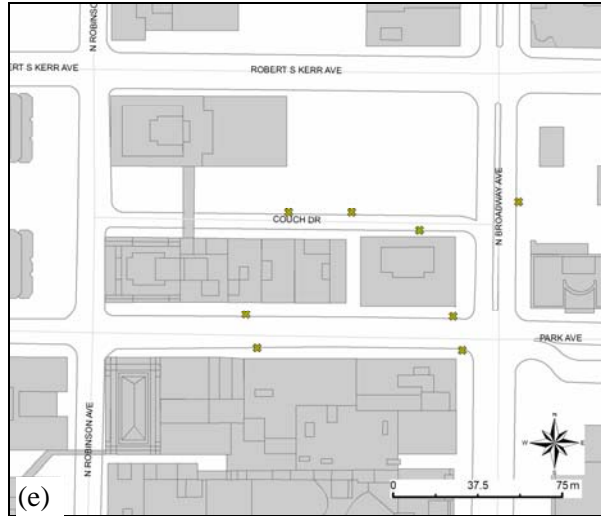 N ROBINSON
ERT S KERR AVE
ROBERT S KERR AVE
N BROADWAY AVE
COUCH DR
PARK AVE
N ROBINSON AVE
N
W
E
S
0 37.5 75 m
(e)